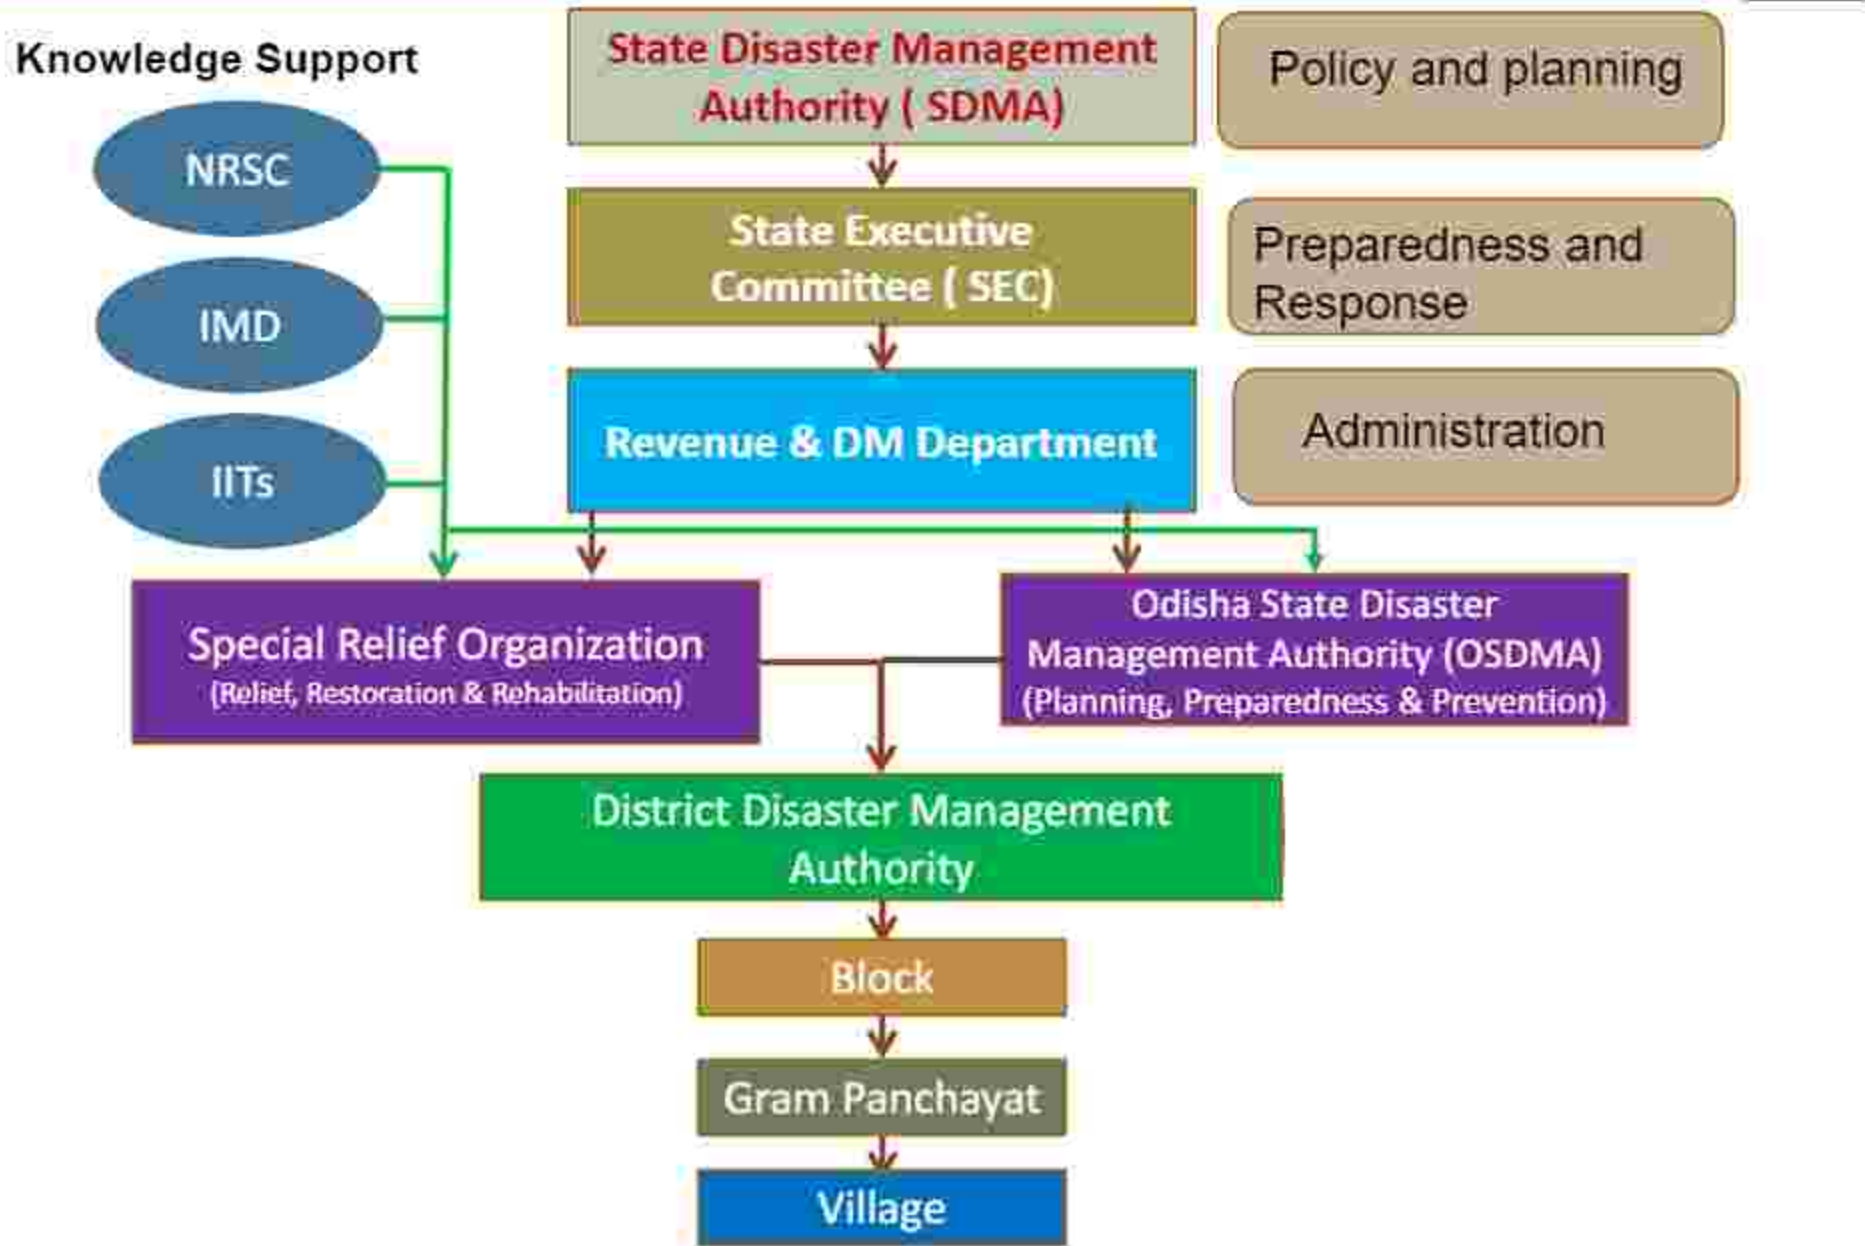 Knowledge Support
State Disaster Management
Authority ( SDMA)
Policy and planning
NRSC
State Executive
Committee ( SEC)
Preparedness and
Response
IMD
Revenue & DM Department
Administration
IITs
Special Relief Organization
(Relief, Restoration & Rehabilitation)
Odisha State Disaster
Management Authority (OSDMA)
(Planning, Preparedness & Prevention)
District Disaster Management
Authority
Block
Gram Panchayat
Village